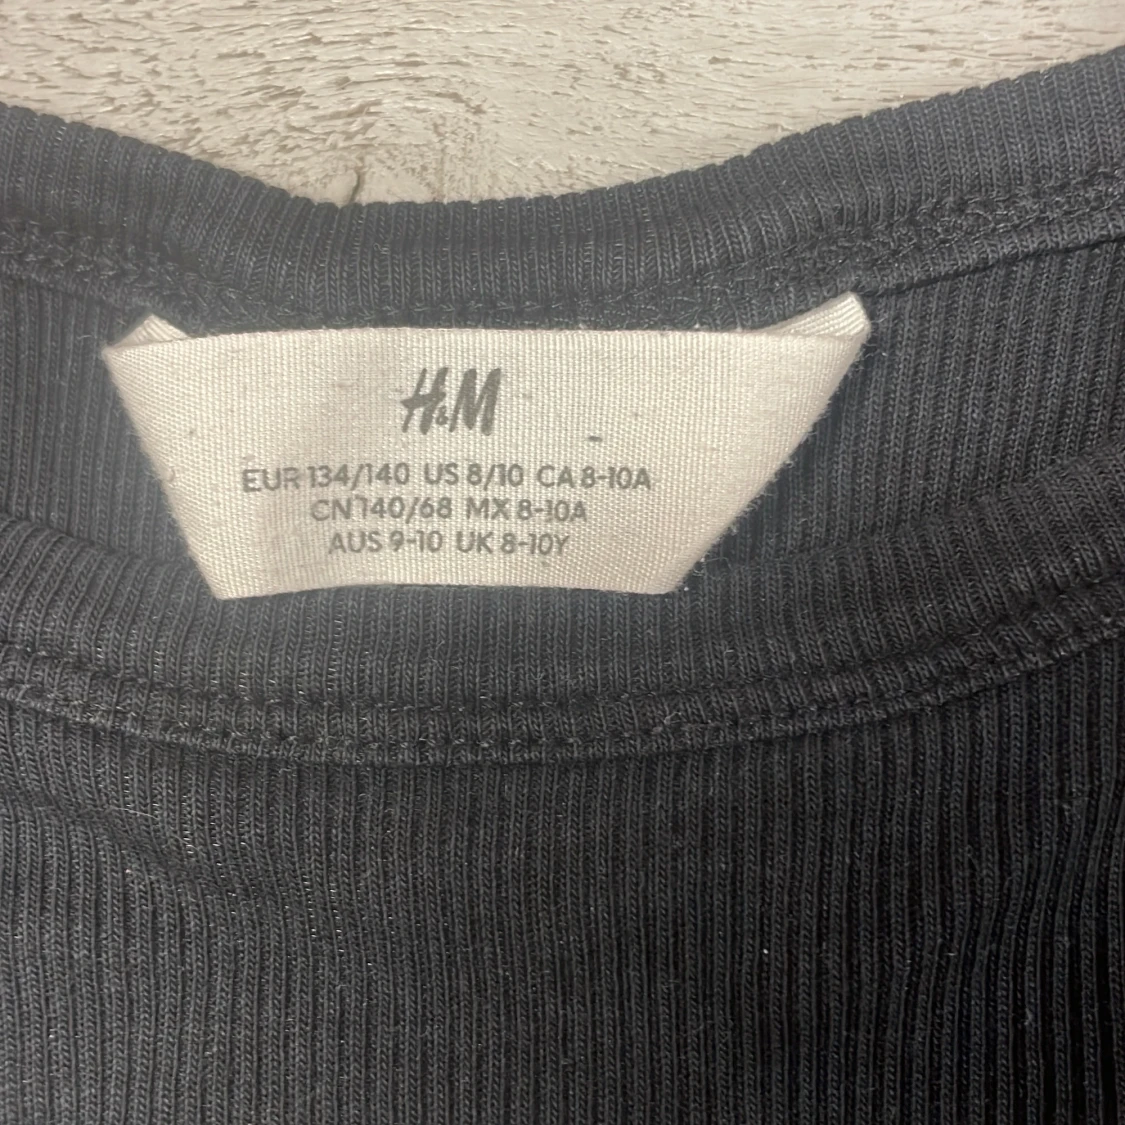 H&M
EUR 134/140 US 8/10 CA 8-10A
CN 140/68 MX 8-10A
AUS 9-10 UK 8-10Y